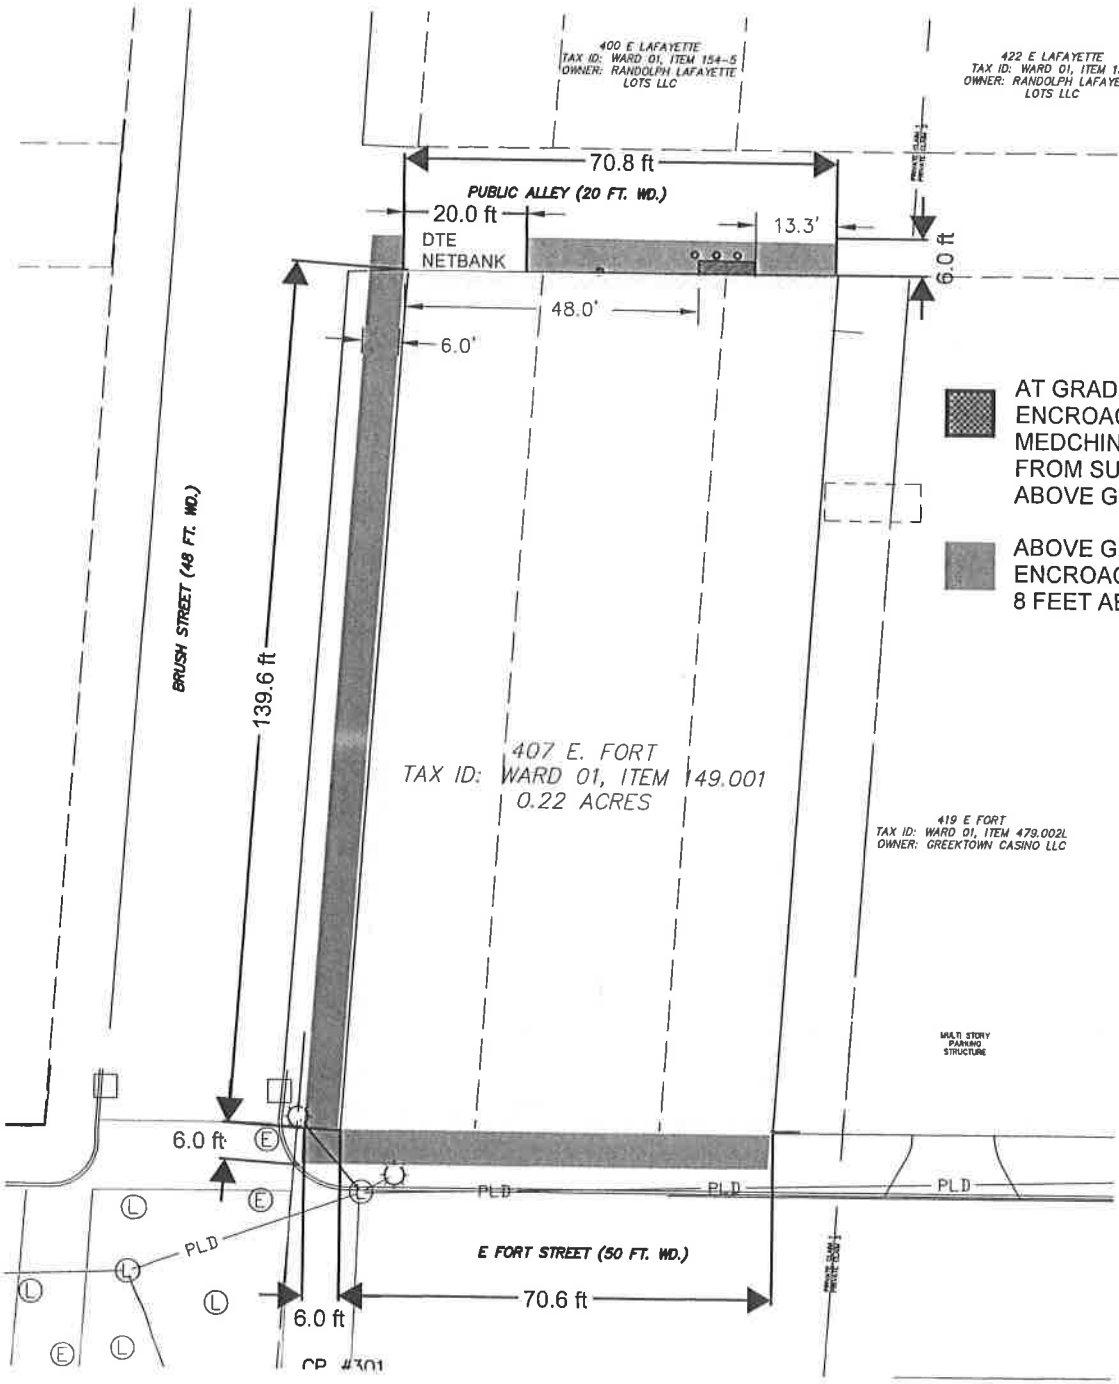 400 E LAFAYETTE
TAX ID: WARD 01, ITEM 154-5
OWNER: RANDOLPH LAFAYETTE
LOTS LLC
422 E LAFAYETTE
TAX ID: WARD 01, ITEM 1
OWNER: RANDOLPH LAFAYE
LOTS LLC
70.8 ft
PUBLIC ALLEY (20 FT. WD.)
20.0 ft
13.3'
DTE
NETBANK
6.0 ft
48.0'
6.0'
AT GRAD
ENCROAC
MEDCHIN
FROM SU
ABOVE G
ABOVE G
ENCROAC
8 FEET AB
BRUSH STREET (48 FT. WD.)
139.6 ft
407 E. FORT
TAX ID: WARD 01, ITEM 149.001
0.22 ACRES
419 E FORT
TAX ID: WARD 01, ITEM 479.002L
OWNER: GREEKTOWN CASINO LLC
MULTI STORY
PARKING
STRUCTURE
6.0 ft
E
E
L
L
PLD
PLD
PLD
PLD
L
L
L
L
E
E FORT STREET (50 FT. WD.)
6.0 ft
70.6 ft
CP #301